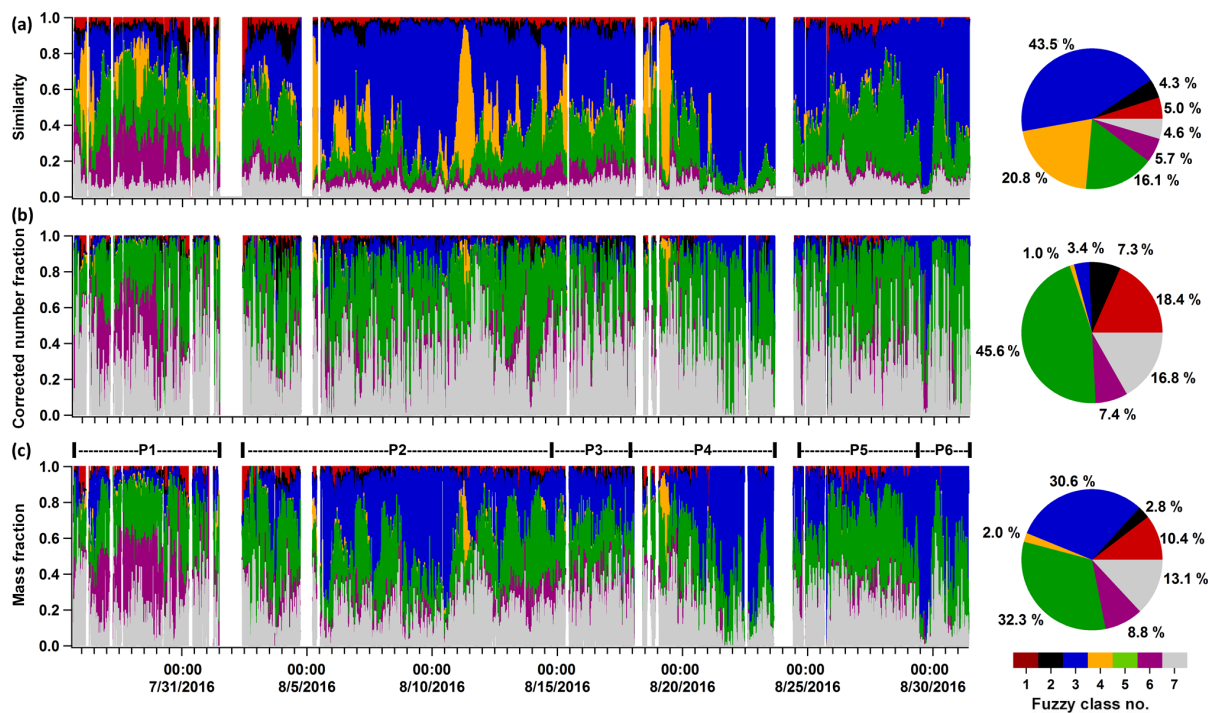 (a)
Similarity
1.0
0.8
0.6
0.4
0.2
0.0
43.5 %
4.3 %
5.0 %
4.6 %
5.7 %
16.1 %
20.8 %
(b)
Corrected number fraction
1.0
0.8
0.6
0.4
0.2
0.0
1.0 %
3.4 %
7.3 %
18.4 %
16.8 %
7.4 %
45.6 %
(c)
P1
P2
P3
P4
P5
P6
Mass fraction
1.0
0.8
0.6
0.4
0.2
0.0
30.6 %
2.8 %
10.4 %
13.1 %
8.8 %
32.3 %
2.0 %
00:00 00:00 00:00 00:00 00:00 00:00 00:00
7/31/2016 8/5/2016 8/10/2016 8/15/2016 8/20/2016 8/25/2016 8/30/2016
1 2 3 4 5 6 7
Fuzzy class no.